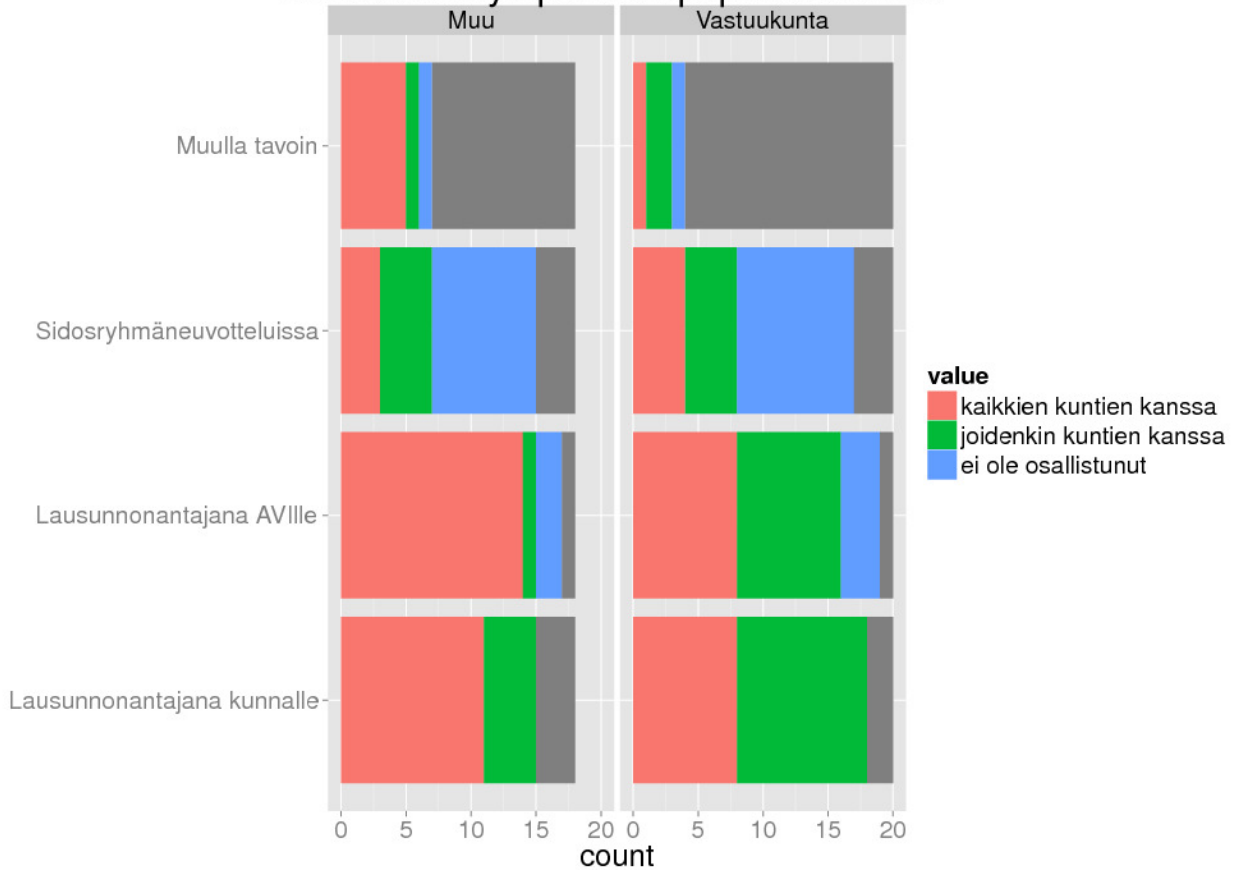 Muu
Vastuukunta
Muulla tavoin
Sidosryhmäneuvotteluissa
Lausunnonantajana AVIlle
Lausunnonantajana kunnalle
value
kaikkien kuntien kanssa
joidenkin kuntien kanssa
ei ole osallistunut
0 5 10 15 20 0 5 10 15 20
count